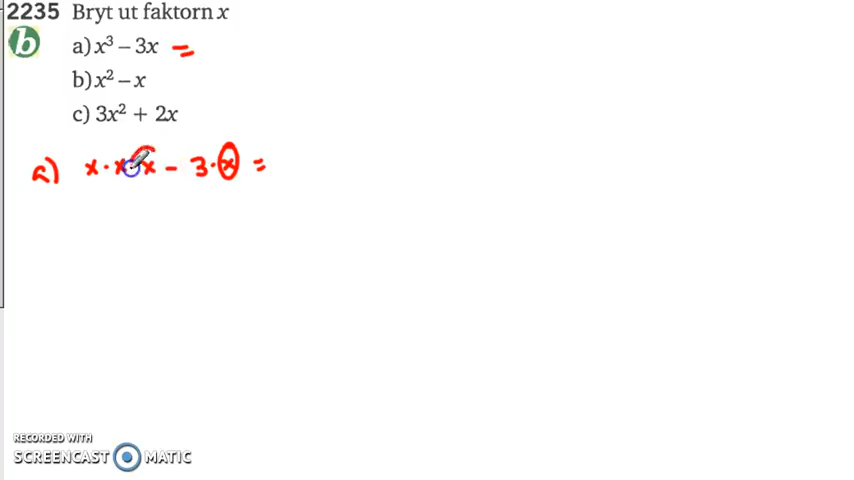 2235 Bryt ut faktorn x
b a) x³ – 3x =
b) x² – x
c) 3x² + 2x
a) x · x · x – 3 · x =
RECORDED WITH
SCREENCAST MATIC